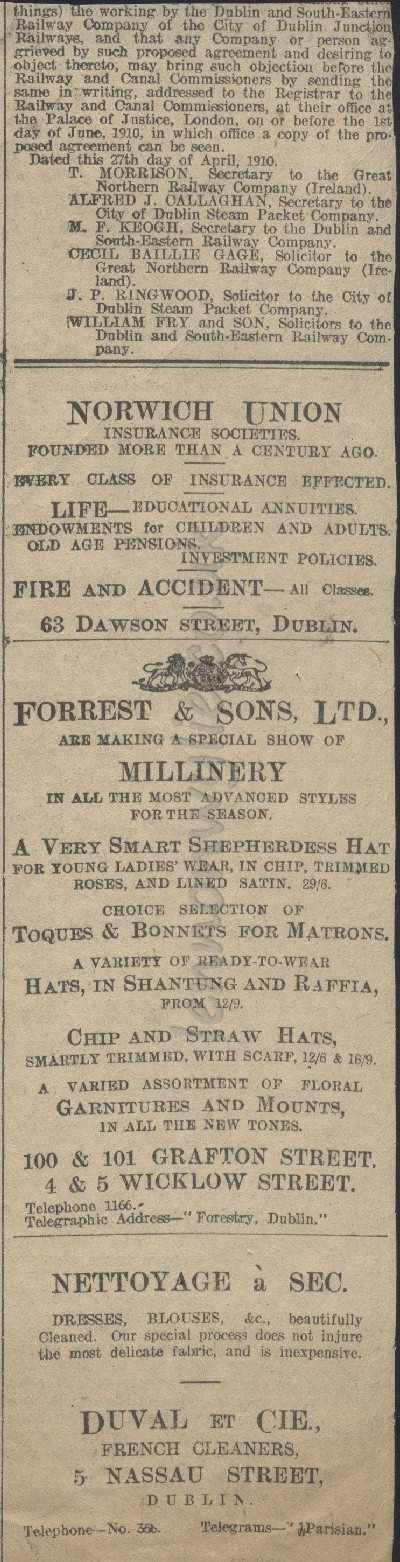 things) the working by the Dublin and South-Eastern
Railway Company of the City of Dublin Junction
Railways, and that any Company or person ag-
grieved by such proposed agreement and desiring to
object thereto, may bring such objection before the
Railway and Canal Commissioners by sending the
same in writing, addressed to the Registrar to the
Railway and Canal Commissioners, at their office at
the Palace of Justice, London, on or before the 1st
day of June, 1910, in which office a copy of the pro-
posed agreement can be seen.
Dated this 27th day of April, 1910.
T. MORRISON, Secretary to the Great
Northern Railway Company (Ireland).
ALFRED J. CALLAGHAN, Secretary to the
City of Dublin Steam Packet Company.
M. F. KEOGH, Secretary to the Dublin and
South-Eastern Railway Company.
CECIL BAILLIE GAGE, Solicitor to the
Great Northern Railway Company (Ire-
land).
J. P. RINGWOOD, Solicitor to the City of
Dublin Steam Packet Company.
WILLIAM FRY and SON, Solicitors to the
Dublin and South-Eastern Railway Com-
pany.
NORWICH UNION
INSURANCE SOCIETIES.
FOUNDED MORE THAN A CENTURY AGO.
EVERY CLASS OF INSURANCE EFFECTED.
LIFE—EDUCATIONAL ANNUITIES.
ENDOWMENTS for CHILDREN AND ADULTS.
OLD AGE PENSIONS.
INVESTMENT POLICIES.
FIRE AND ACCIDENT—All Classes.
63 DAWSON STREET, DUBLIN.
FORREST & SONS, LTD.,
ARE MAKING A SPECIAL SHOW OF
MILLINERY
IN ALL THE MOST ADVANCED STYLES
FOR THE SEASON.
A VERY SMART SHEPHERDESS HAT
FOR YOUNG LADIES' WEAR, IN CHIP, TRIMMED
ROSES, AND LINED SATIN. 29/6.
CHOICE SELECTION OF
TOQUES & BONNETS FOR MATRONS.
A VARIETY OF READY-TO-WEAR
HATS, IN SHANTUNG AND RAFFIA,
FROM 12/9.
CHIP AND STRAW HATS,
SMARTLY TRIMMED, WITH SCARF, 12/6 & 16/9.
A VARIED ASSORTMENT OF FLORAL
GARNITURES AND MOUNTS,
IN ALL THE NEW TONES.
100 & 101 GRAFTON STREET.
4 & 5 WICKLOW STREET.
Telephone 1166.
Telegraphic Address—"Forestry, Dublin."
NETTOYAGE à SEC.
DRESSES, BLOUSES, &c., beautifully
Cleaned. Our special process does not injure
the most delicate fabric, and is inexpensive.
DUVAL ET CIE.,
FRENCH CLEANERS,
5 NASSAU STREET,
DUBLIN.
Telephone—No. Telegrams—"Parisian."